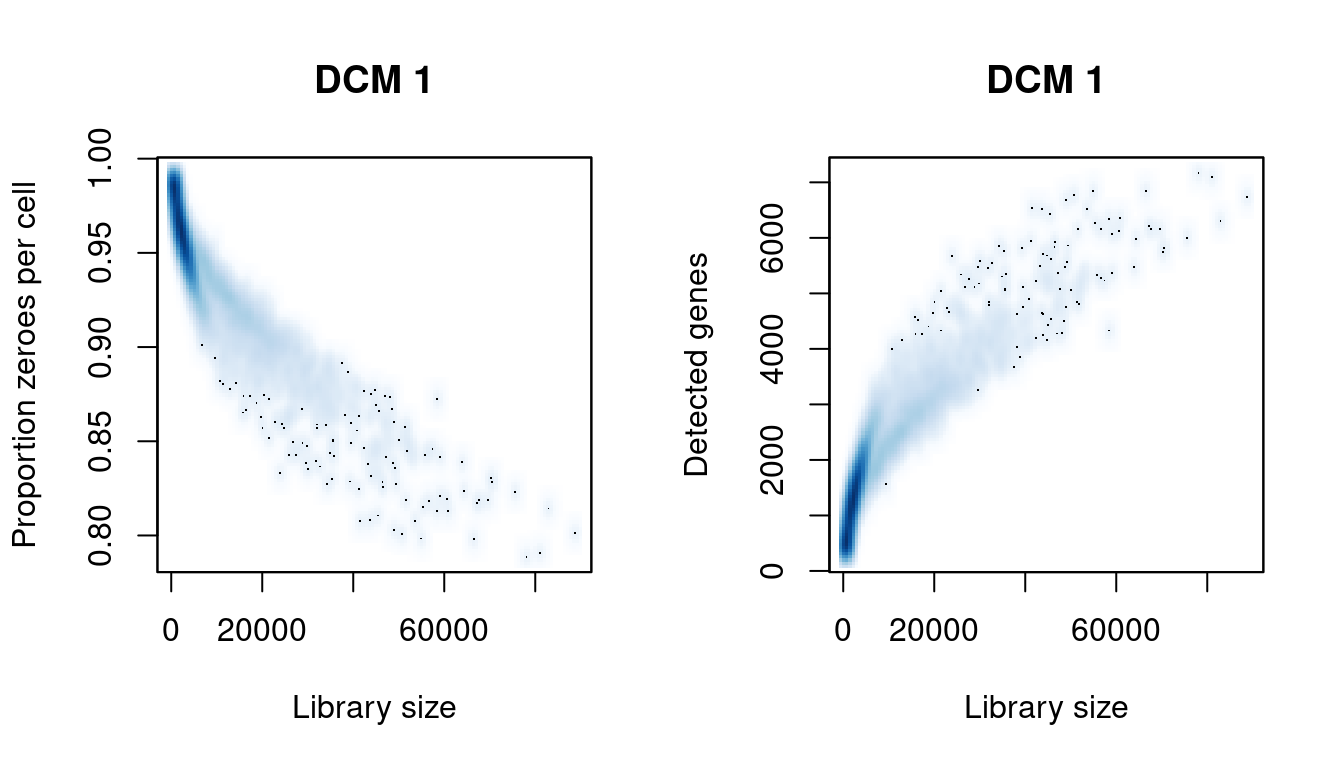 DCM 1
Proportion zeroes per cell
1.00
0.95
0.90
0.85
0.80
0 20000 60000
Library size
DCM 1
Detected genes
6000
4000
2000
0
0 20000 60000
Library size